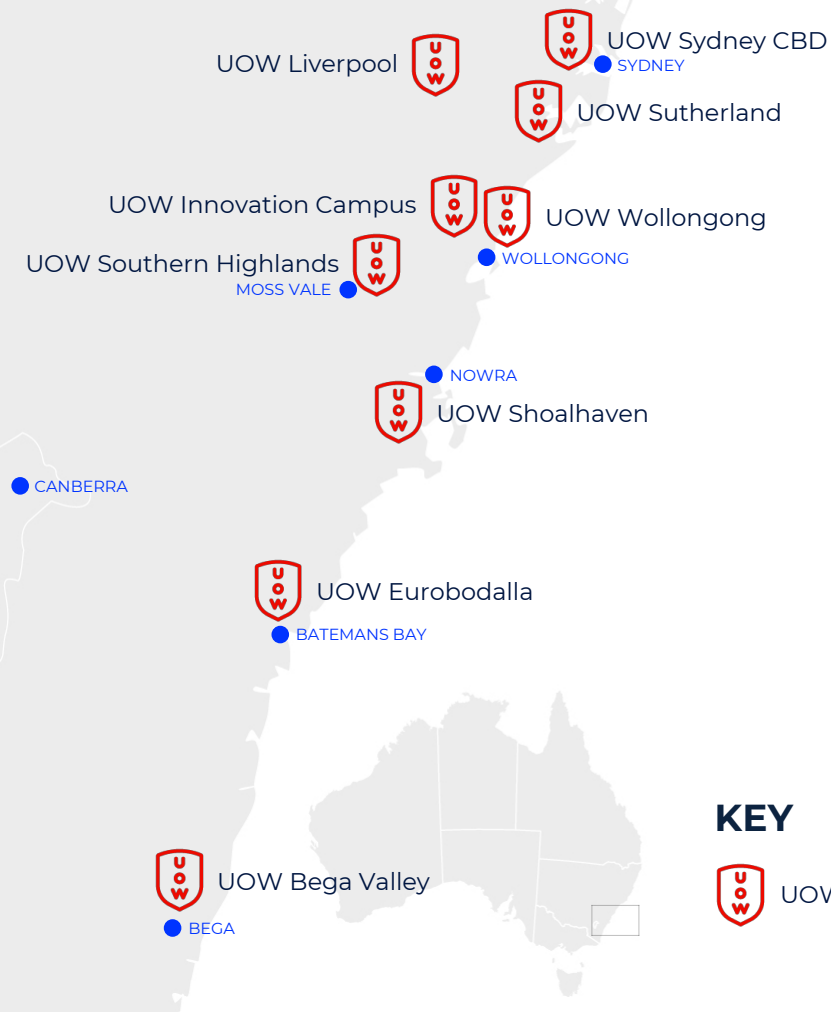 UOW Sydney CBD
UOW Liverpool
SYDNEY
UOW Sutherland
UOW Innovation Campus
UOW Wollongong
WOLLONGONG
UOW Southern Highlands
MOSS VALE
NOWRA
UOW Shoalhaven
CANBERRA
UOW Eurobodalla
BATEMANS BAY
KEY
UOW Bega Valley
UOW
BEGA